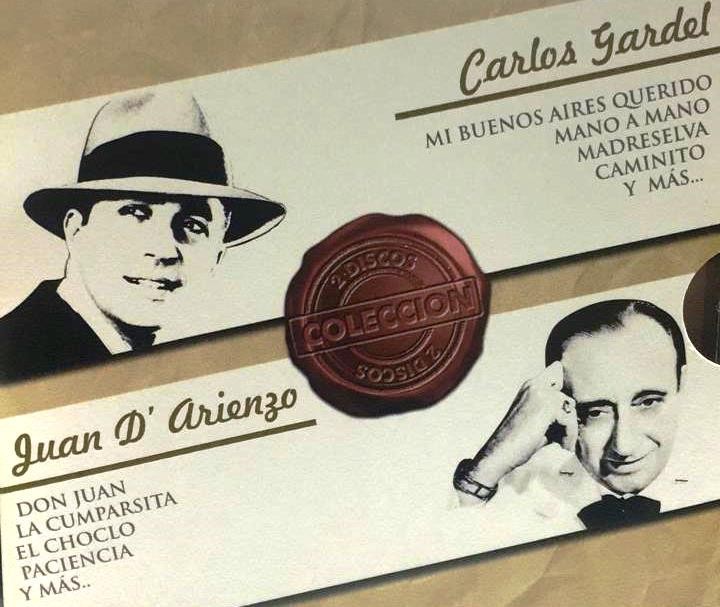 Carlos Gardel
MI BUENOS AIRES QUERIDO
MANO A MANO
MADRESELVA
CAMINITO
Y MÁS...
2 DISCOS
COLECCION
2 DISCOS
Juan D' Arienzo
DON JUAN
LA CUMPARSITA
EL CHOCLO
PACIENCIA
Y MÁS..